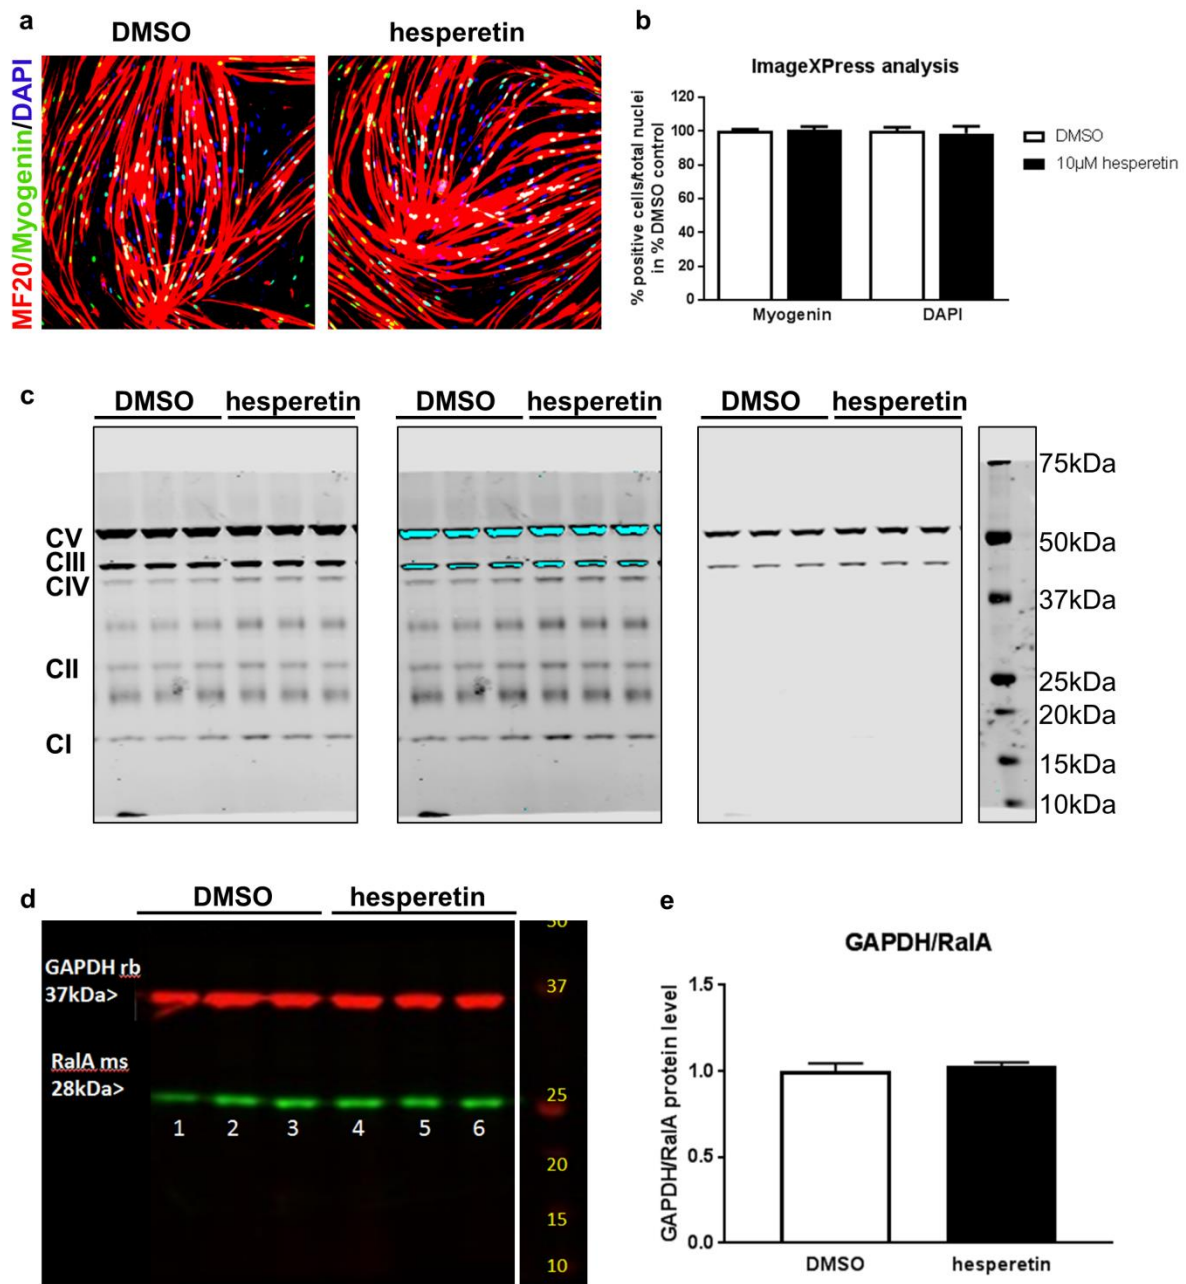 a
DMSO
hesperetin
MF20/Myogenin/DAPI
b
ImageXPress analysis
% positive cells/total nuclei
in % DMSO control
120
100
80
60
40
20
0
Myogenin
DAPI
DMSO
10µM hesperetin
c
DMSO
hesperetin
DMSO
hesperetin
DMSO
hesperetin
CV
CIII
CIV
CII
CI
75kDa
50kDa
37kDa
25kDa
20kDa
15kDa
10kDa
d
DMSO
hesperetin
GAPDH rb
37kDa>
RalA ms
28kDa>
1 2 3 4 5 6
50
37
25
20
15
10
e
GAPDH/RalA
GAPDH/RalA protein level
1.5
1.0
0.5
0.0
DMSO
hesperetin